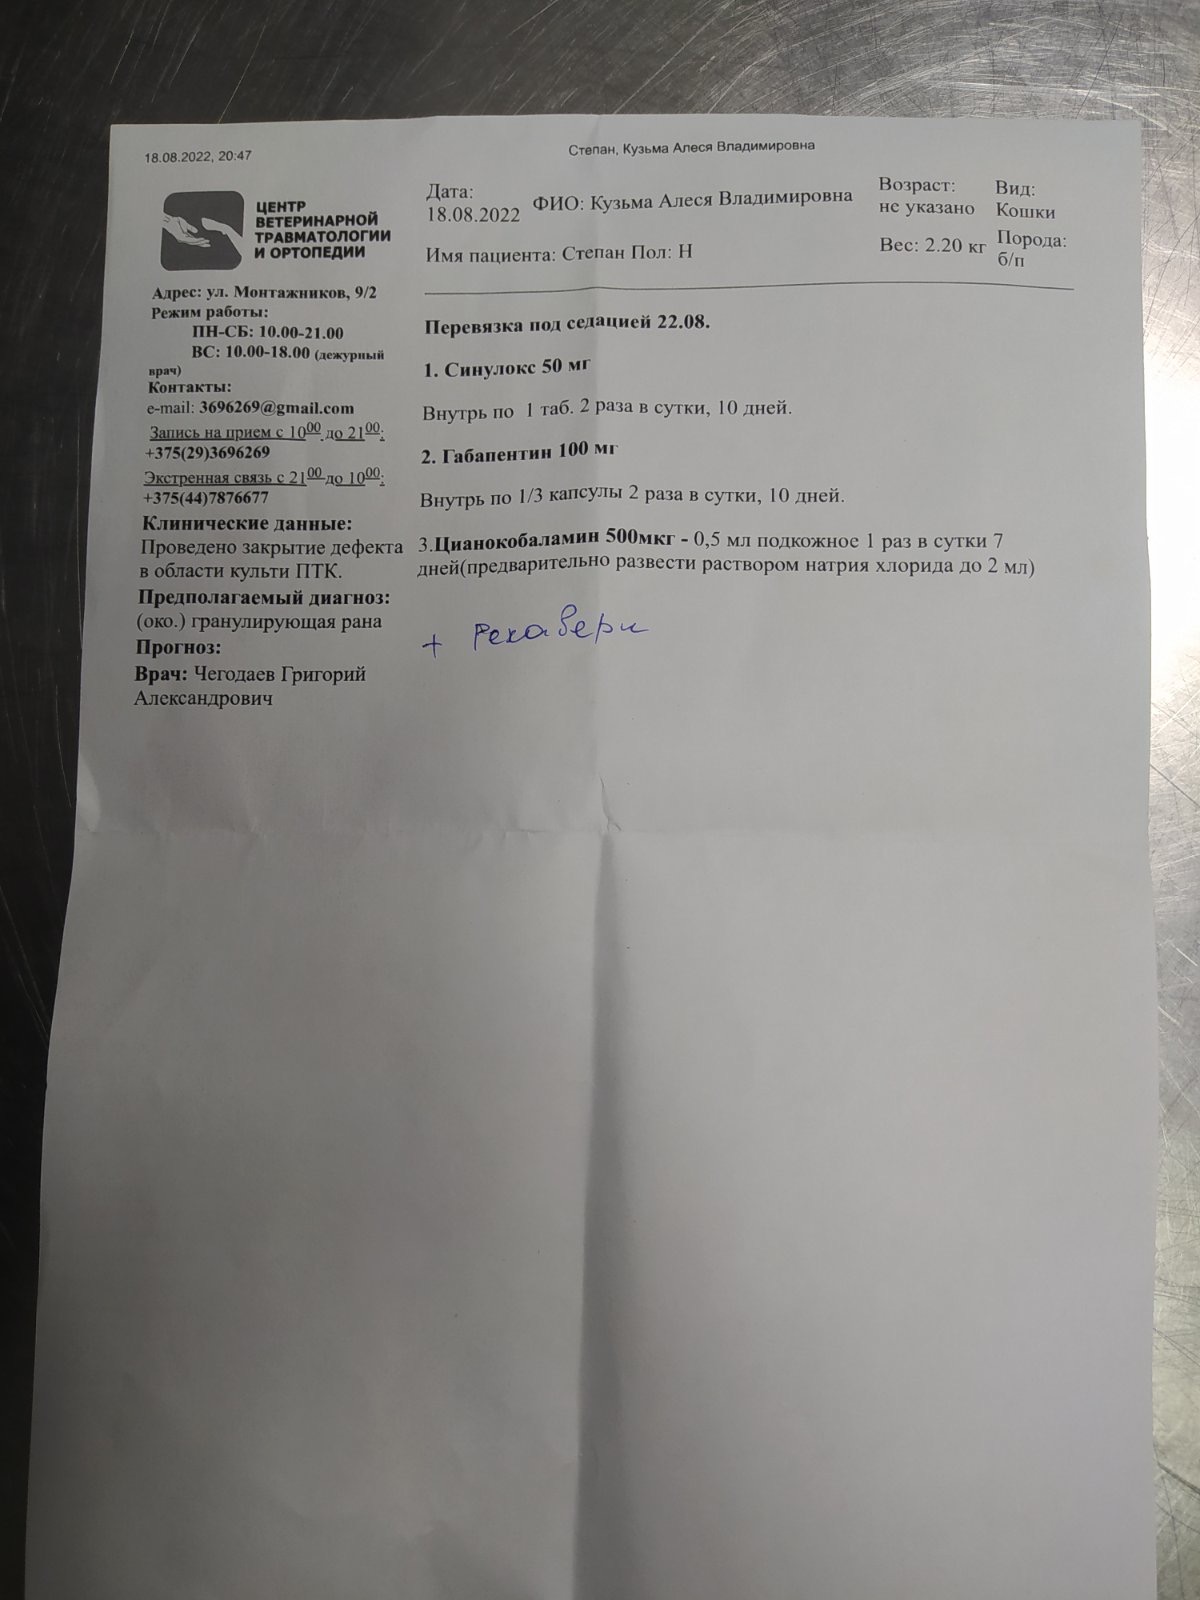 18.08.2022, 20:47
Степан, Кузьма Алеся Владимировна
ЦЕНТР
ВЕТЕРИНАРНОЙ
ТРАВМАТОЛОГИИ
И ОРТОПЕДИИ
Адрес: ул. Монтажников, 9/2
Режим работы:
ПН-СБ: 10.00-21.00
ВС: 10.00-18.00 (дежурный
врач)
Контакты:
e-mail: 3696269@gmail.com
Запись на прием с 10⁰⁰ до 21⁰⁰:
+375(29)3696269
Экстренная связь с 21⁰⁰ до 10⁰⁰:
+375(44)7876677
Клинические данные:
Проведено закрытие дефекта
в области культи ПТК.
Предполагаемый диагноз:
(око.) гранулирующая рана
Прогноз:
Врач: Чегодаев Григорий
Александрович
Дата:
18.08.2022
ФИО: Кузьма Алеся Владимировна
Возраст:
не указано
Вид:
Кошки
Имя пациента: Степан Пол: Н
Вес: 2.20 кг
Порода:
б/п
Перевязка под седацией 22.08.
1. Синулокс 50 мг
Внутрь по 1 таб. 2 раза в сутки, 10 дней.
2. Габапентин 100 мг
Внутрь по 1/3 капсулы 2 раза в сутки, 10 дней.
3.Цианокобаламин 500мкг - 0,5 мл подкожное 1 раз в сутки 7
дней(предварительно развести раствором натрия хлорида до 2 мл)
+ Рекавери